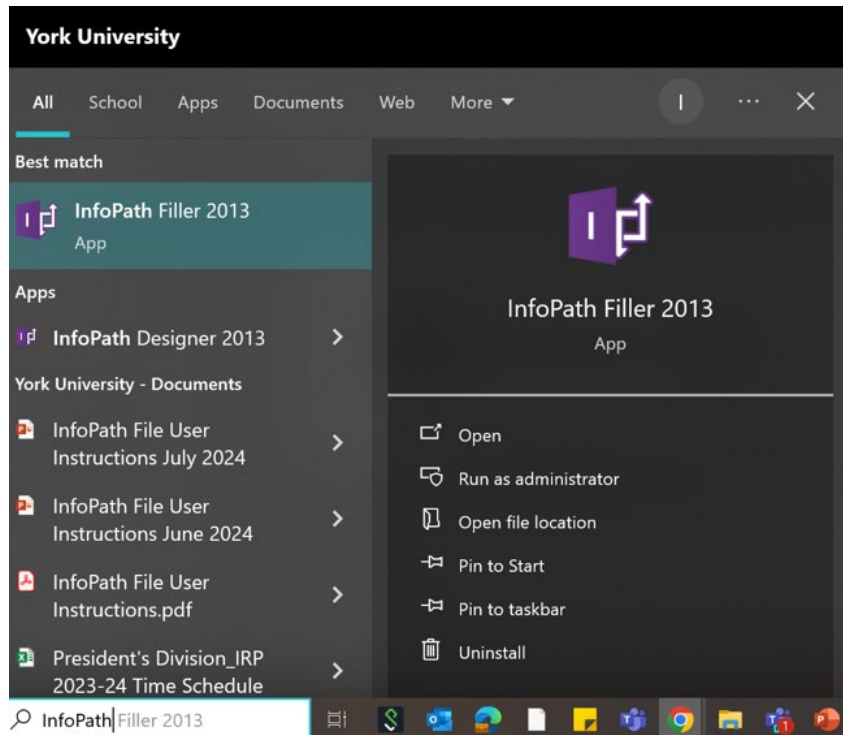 York University
All School Apps Documents Web More I ...
Best match
InfoPath Filler 2013
App
Apps
InfoPath Designer 2013
York University - Documents
InfoPath File User
Instructions July 2024
InfoPath File User
Instructions June 2024
InfoPath File User
Instructions.pdf
President's Division_IRP
2023-24 Time Schedule
InfoPath Filler 2013
App
Open
Run as administrator
Open file location
Pin to Start
Pin to taskbar
Uninstall
InfoPath Filler 2013